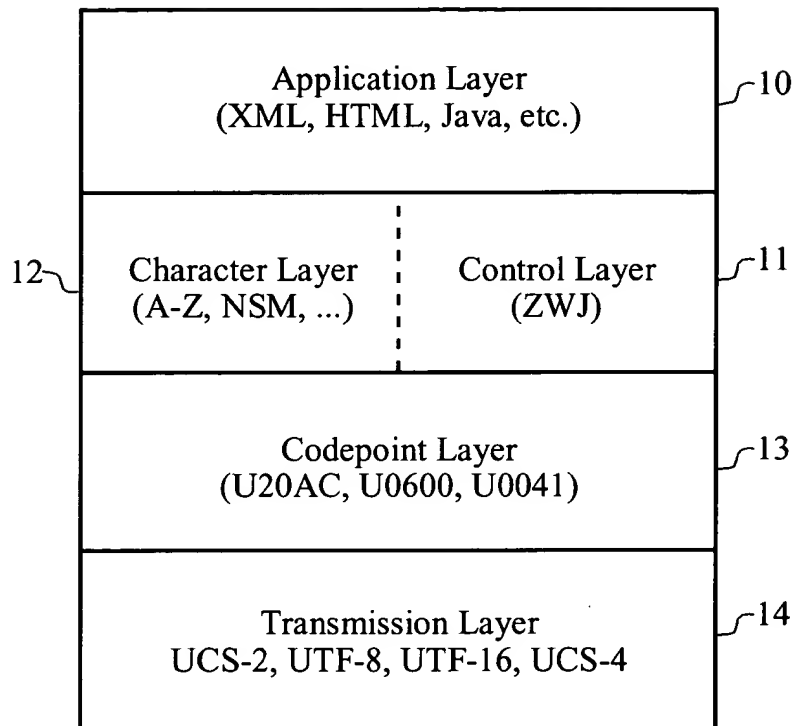 Application Layer
(XML, HTML, Java, etc.)
10
12
Character Layer
(A-Z, NSM, ...)
Control Layer
(ZWJ)
11
Codepoint Layer
(U20AC, U0600, U0041)
13
Transmission Layer
UCS-2, UTF-8, UTF-16, UCS-4
14